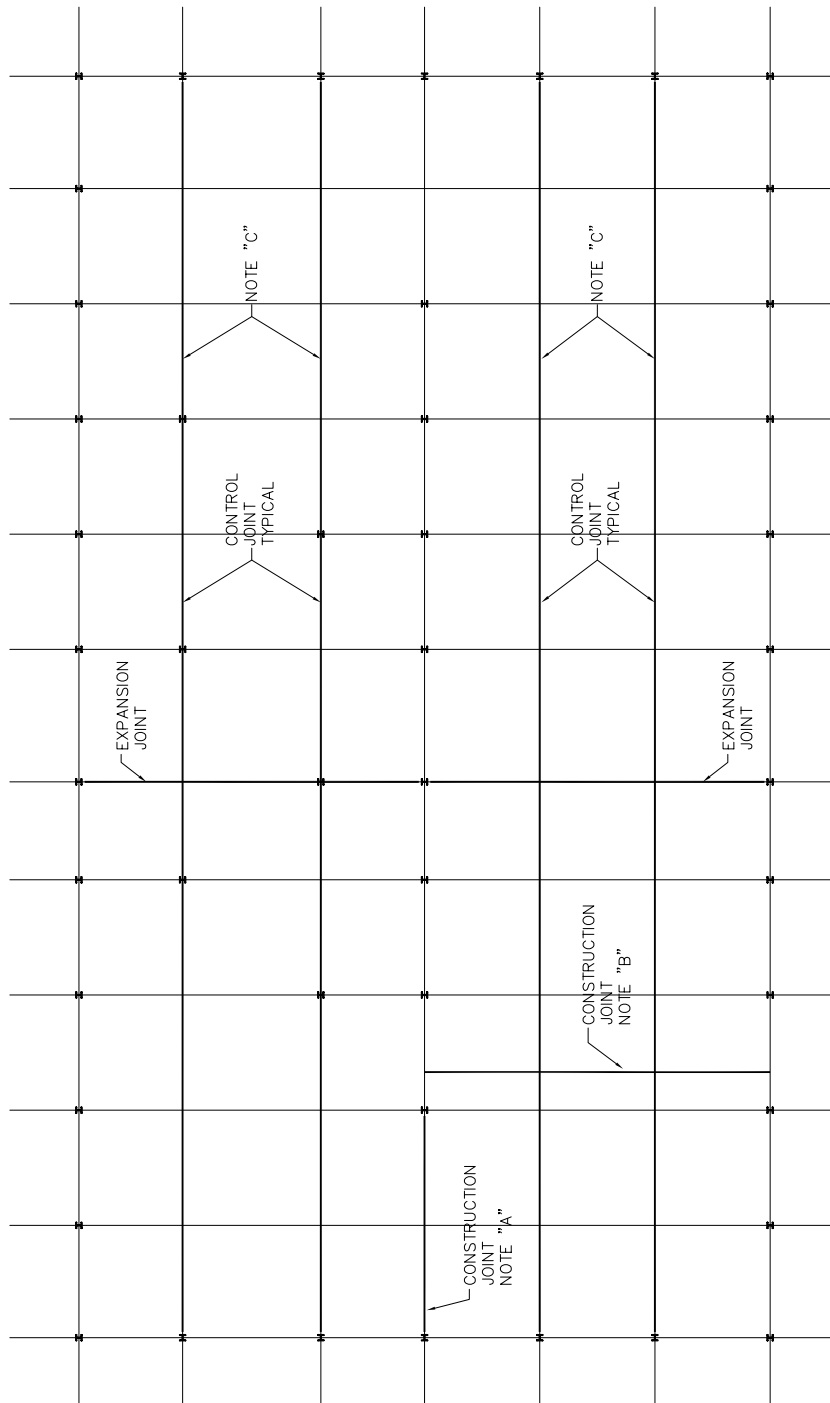 EXPANSION
JOINT
CONTROL
JOINT
TYPICAL
NOTE "C"
CONSTRUCTION
JOINT
NOTE "A"
CONSTRUCTION
JOINT
NOTE "B"
EXPANSION
JOINT
CONTROL
JOINT
TYPICAL
NOTE "C"